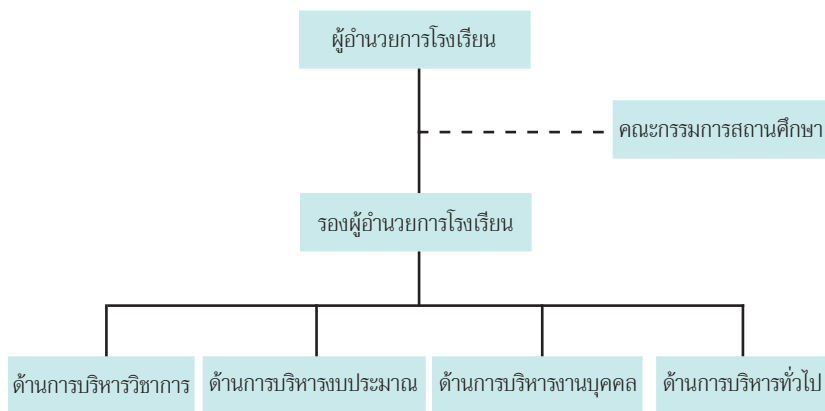 ผู้อำนวยการโรงเรียน
คณะกรรมการสถานศึกษา
รองผู้อำนวยการโรงเรียน
ด้านการบริหารวิชาการ
ด้านการบริหารงบประมาณ
ด้านการบริหารงานบุคคล
ด้านการบริหารทั่วไป